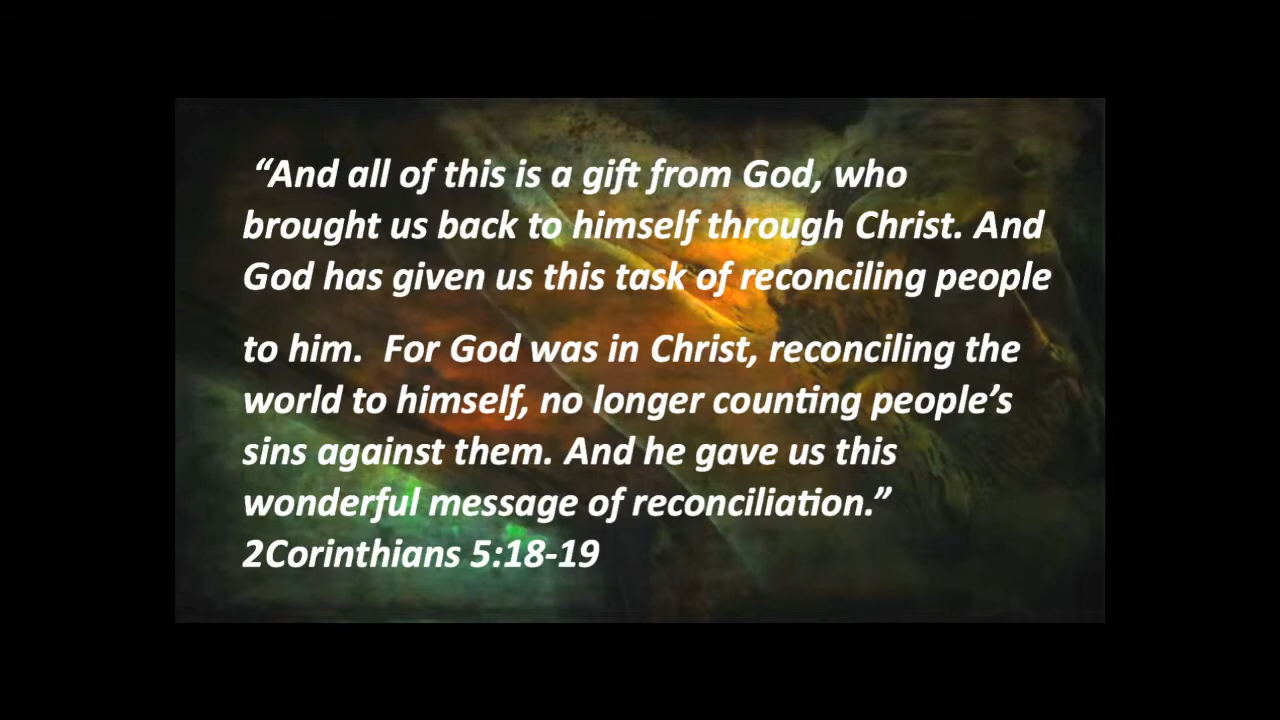 “And all of this is a gift from God, who
brought us back to himself through Christ. And
God has given us this task of reconciling people
to him.  For God was in Christ, reconciling the
world to himself, no longer counting people’s
sins against them. And he gave us this
wonderful message of reconciliation.”
2Corinthians 5:18-19